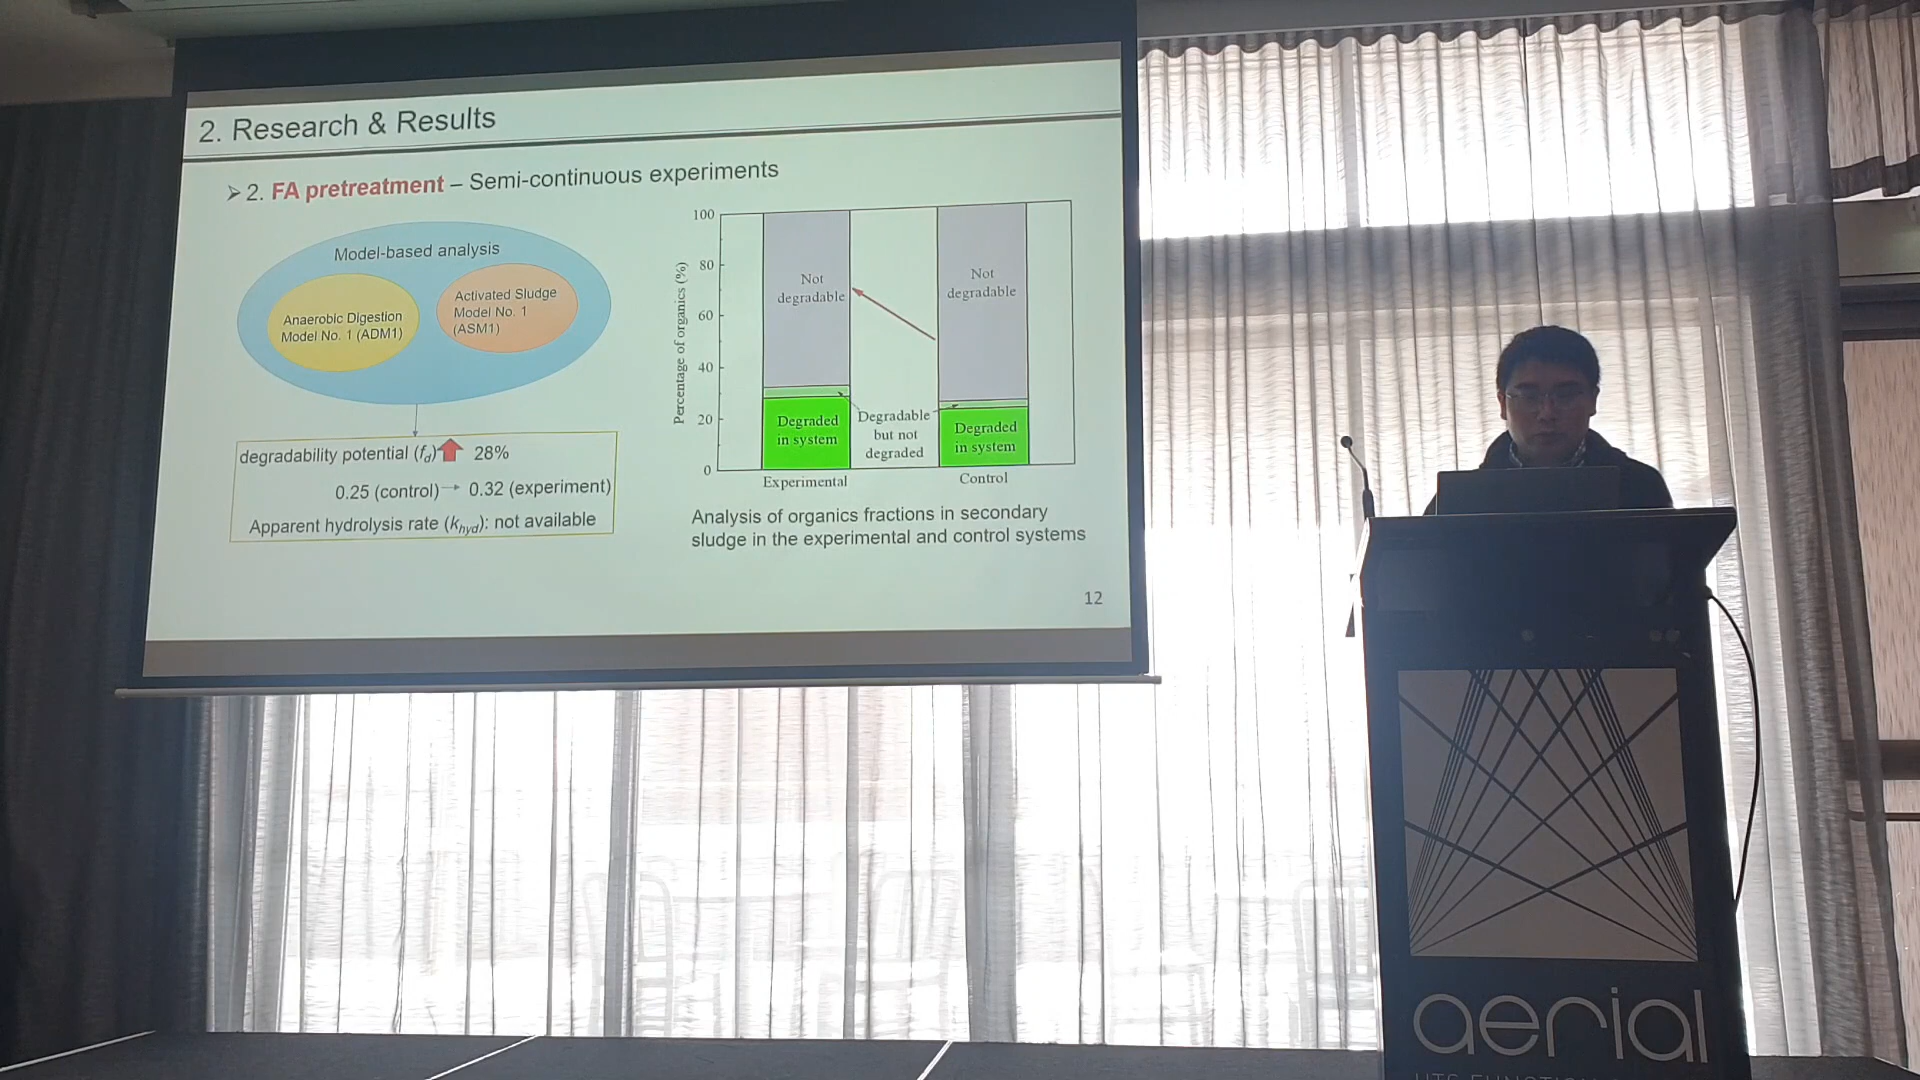 2. Research & Results
➢ 2. FA pretreatment – Semi-continuous experiments
Model-based analysis
Anaerobic Digestion
Model No. 1 (ADM1)
Activated Sludge
Model No. 1
(ASM1)
degradability potential (fd) 28%
0.25 (control) → 0.32 (experiment)
Apparent hydrolysis rate (khyd): not available
Percentage of organics (%)
100
80
60
40
20
0
Not
degradable
Not
degradable
Degraded
in system
Degradable
but not
degraded
Degraded
in system
Experimental
Control
Analysis of organics fractions in secondary
sludge in the experimental and control systems
12
aerial